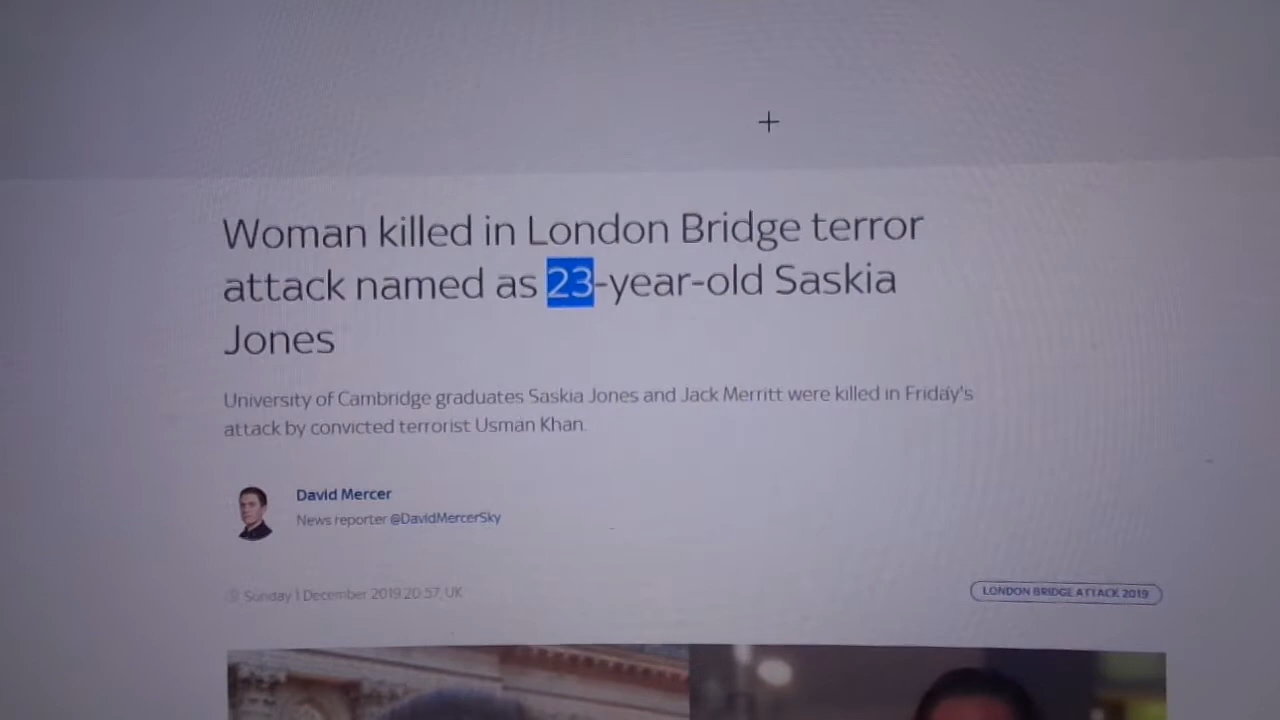 Woman killed in London Bridge terror
attack named as 23-year-old Saskia
Jones
University of Cambridge graduates Saskia Jones and Jack Merritt were killed in Friday's
attack by convicted terrorist Usman Khan.
David Mercer
News reporter @DavidMercerSky
Sunday 1 December 2019 20:57, UK
LONDON BRIDGE ATTACK 2019